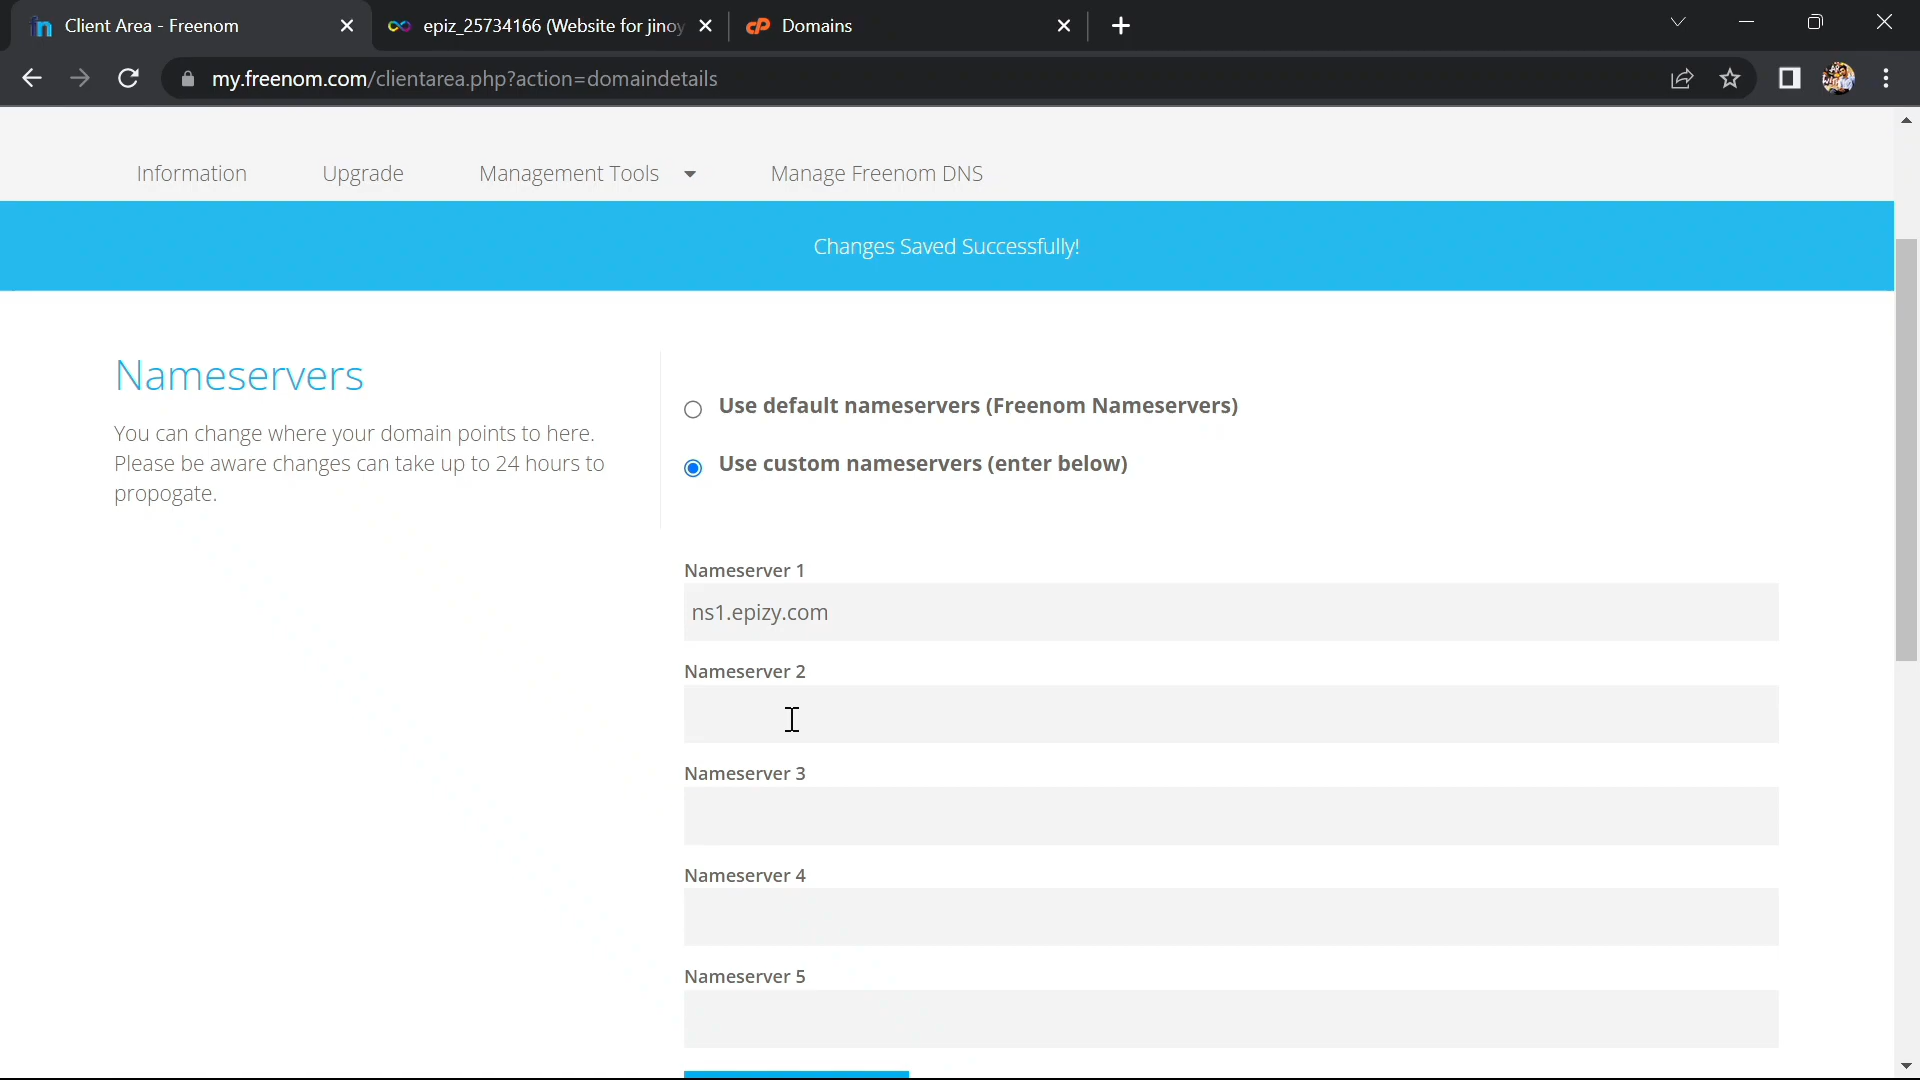 Client Area - Freenom
epiz_25734166 (Website for jinoy
Domains
my.freenom.com/clientarea.php?action=domaindetails
Information
Upgrade
Management Tools
Manage Freenom DNS
Changes Saved Successfully!
Nameservers
You can change where your domain points to here.
Please be aware changes can take up to 24 hours to
propogate.
Use default nameservers (Freenom Nameservers)
Use custom nameservers (enter below)
Nameserver 1
ns1.epizy.com
Nameserver 2
Nameserver 3
Nameserver 4
Nameserver 5